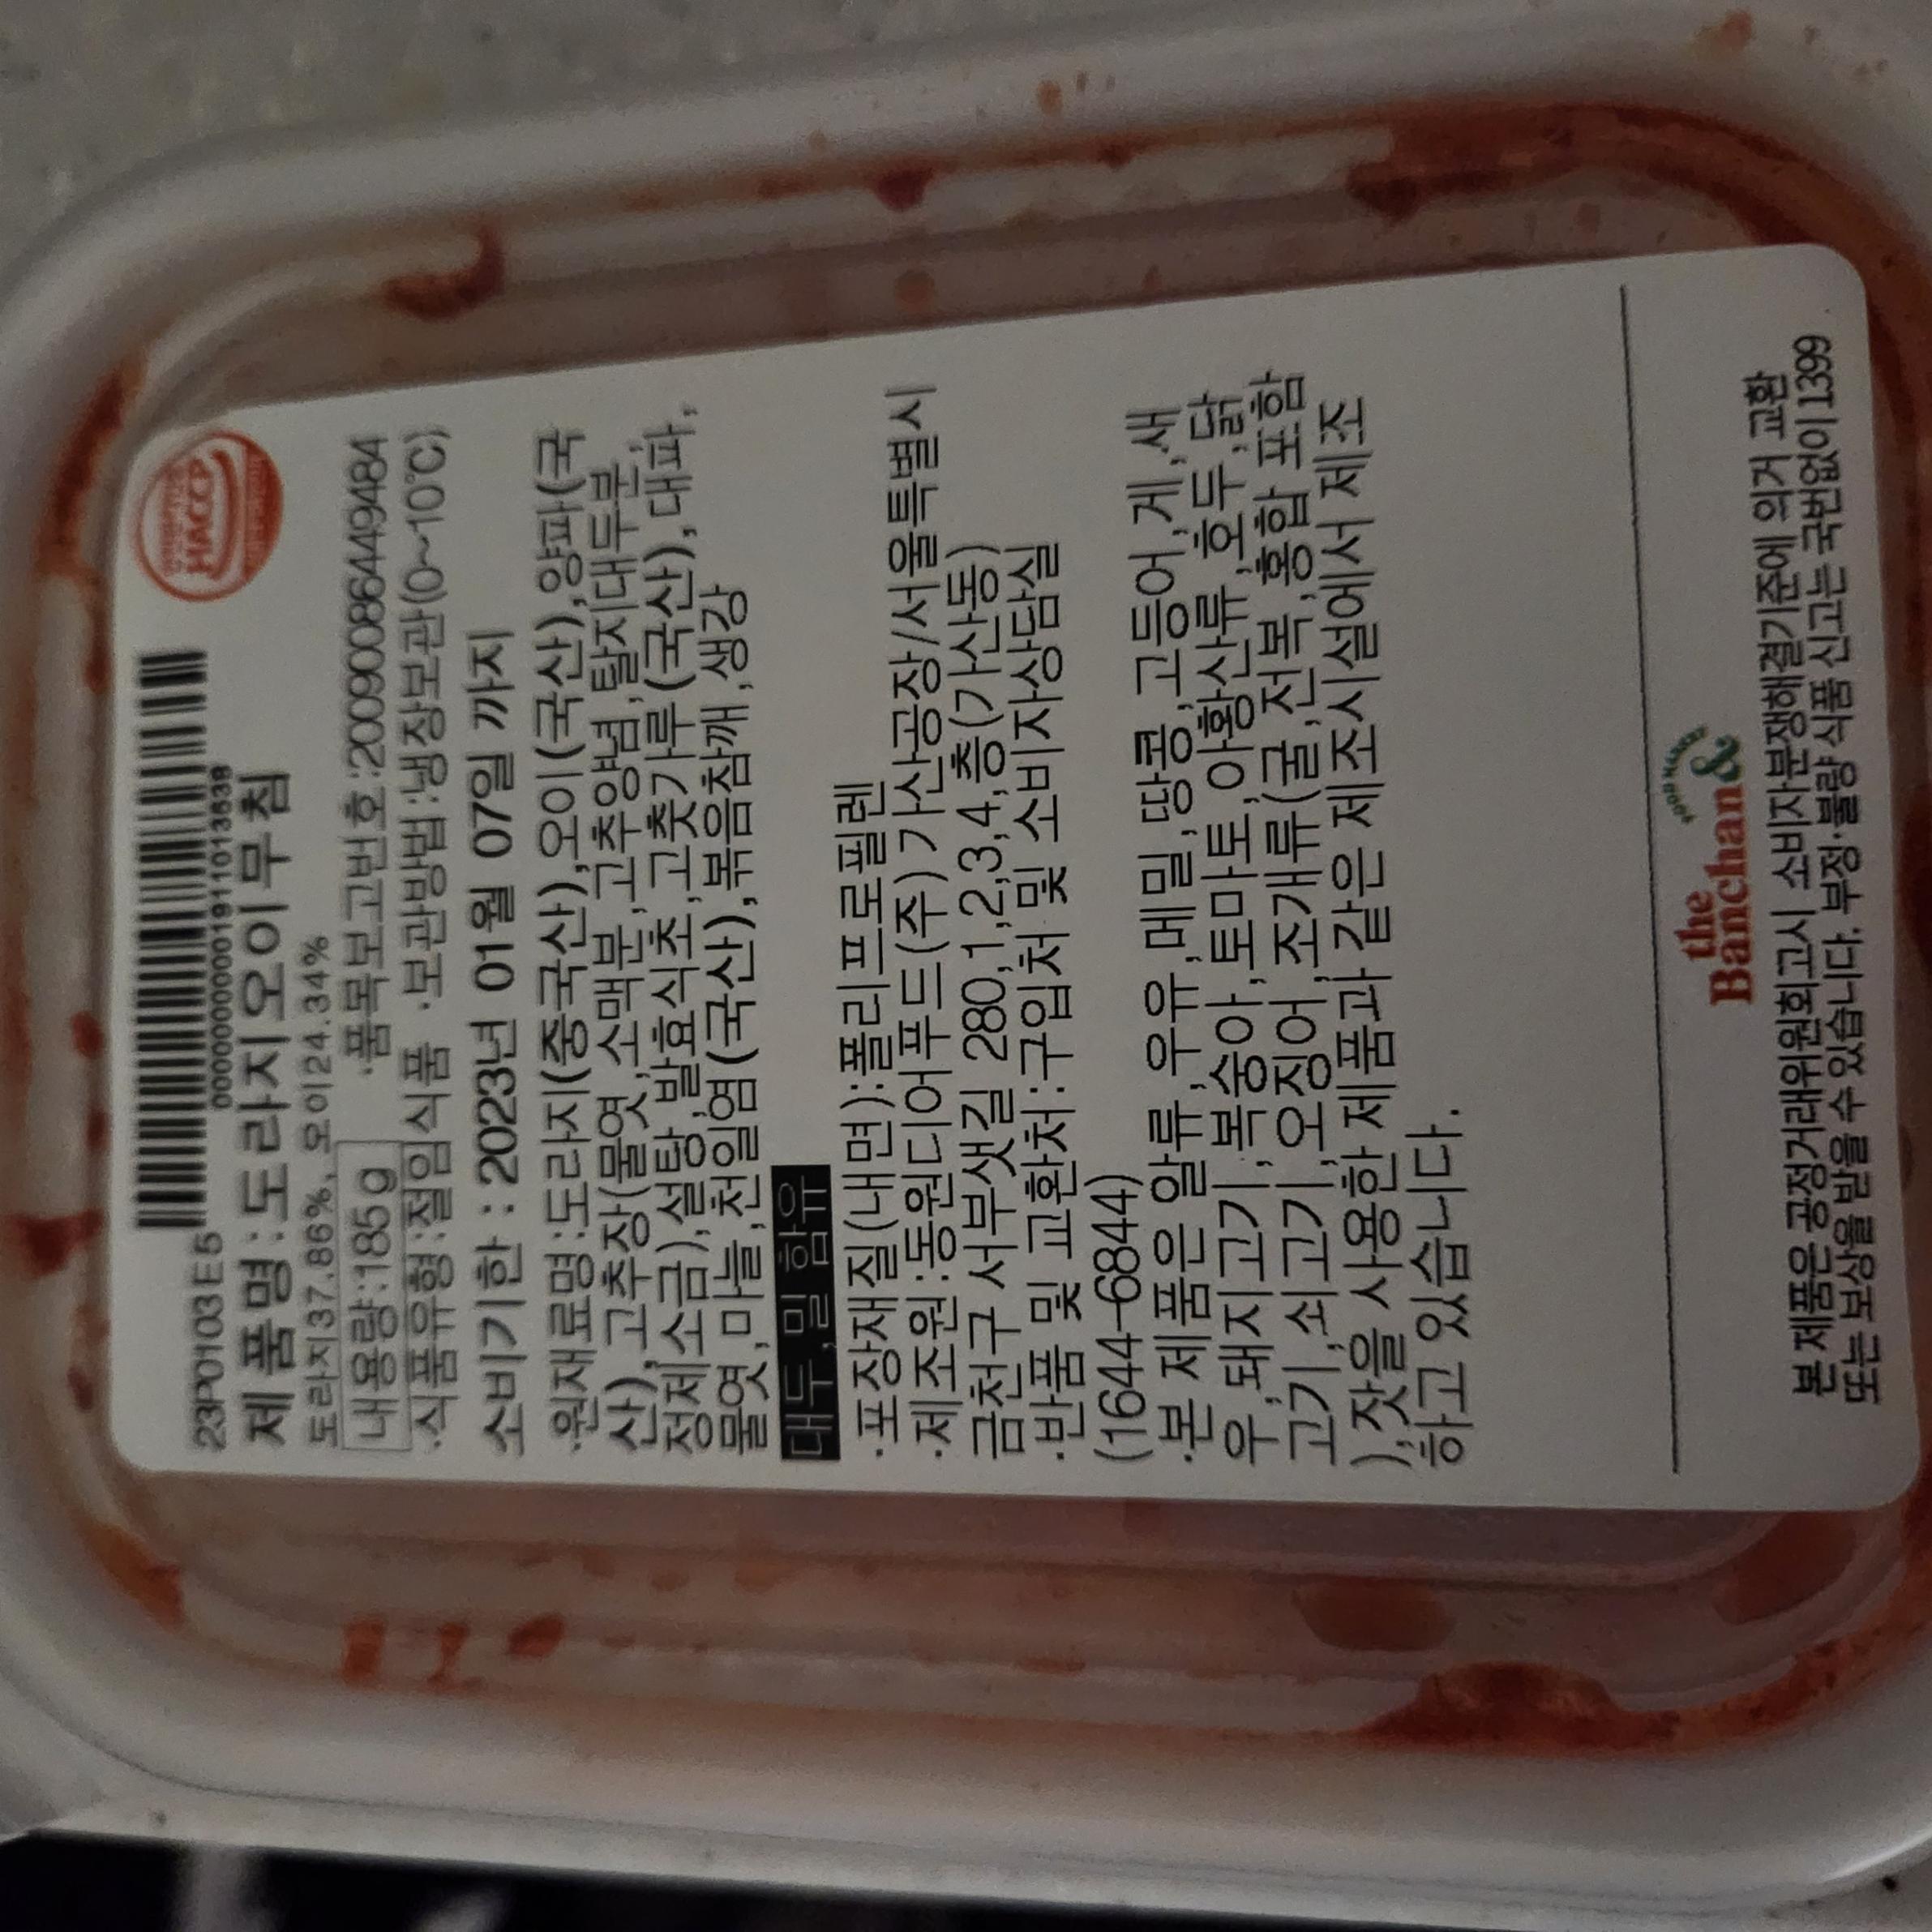 HACCP
0000000000191101353​8
23P0103E5
제품명:도라지오이무침
도라지37.86%, 오이24.34%
내용량:185g ·품목보고번호:20090086449484
·식품유형:절임식품 ·보관방법:냉장보관(0~10℃)
소비기한 : 2023년 01월 07일 까지
·원재료명:도라지(중국산),오이(국산),양파(국
산),고추장(물엿,소맥분,고추양념,탈지대두분,
정제소금),설탕,발효식초,고춧가루(국산),대파,
물엿,마늘,천일염(국산),볶음참깨,생강
대두,밀 함유
·포장재질(내면):폴리프로필렌
·제조원:동원디어푸드(주)가산공장/서울특별시
금천구 서부샛길 280,1,2,3,4,층(가산동)
·반품 및 교환처:구입처 및 소비자상담실
(1644-6844)
·본 제품은 알류,우유,메밀,땅콩,고등어,게,새
우,돼지고기,복숭아,토마토,아황산류,호두,닭
고기,쇠고기,오징어,조개류(굴,전복,홍합 포함
),잣을 사용한 제품과 같은 제조시설에서 제조
하고 있습니다.
the
Banchan&
본 제품은 공정거래위원회고시 소비자분쟁해결기준에 의거 교환
또는 보상을 받을 수 있습니다. 부정·불량 식품 신고는 국번없이 1399